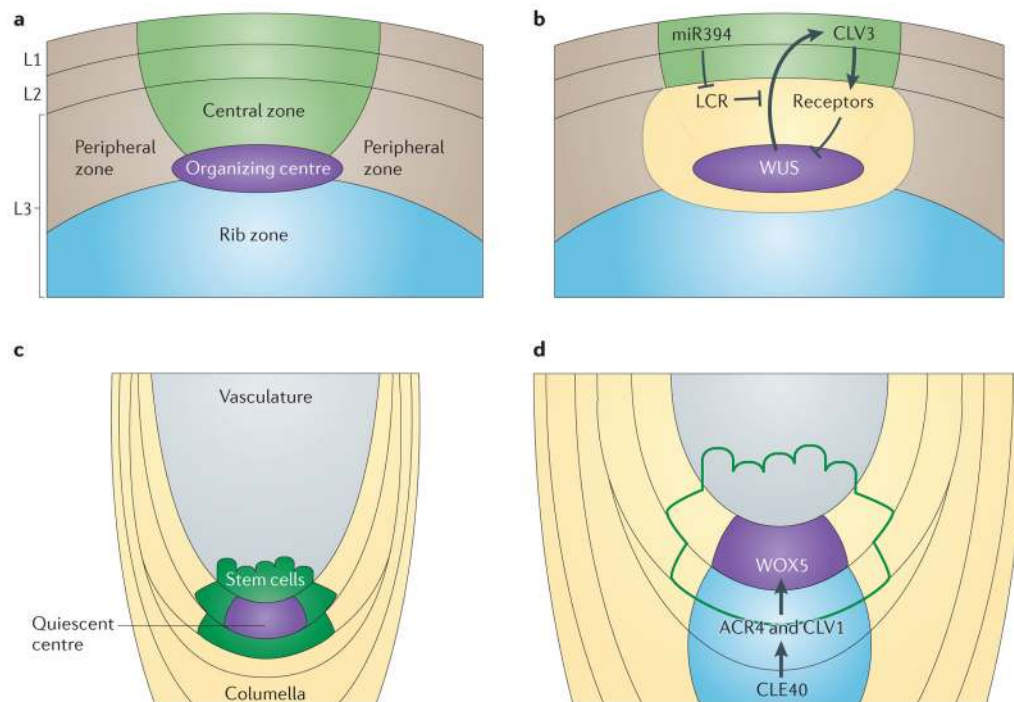 a
L1
L2
L3
Central zone
Peripheral
zone
Organizing centre
Peripheral
zone
Rib zone
b
miR394
CLV3
LCR
Receptors
WUS
c
Vasculature
Stem cells
Quiescent
centre
Columella
d
WOX5
ACR4 and CLV1
CLE40